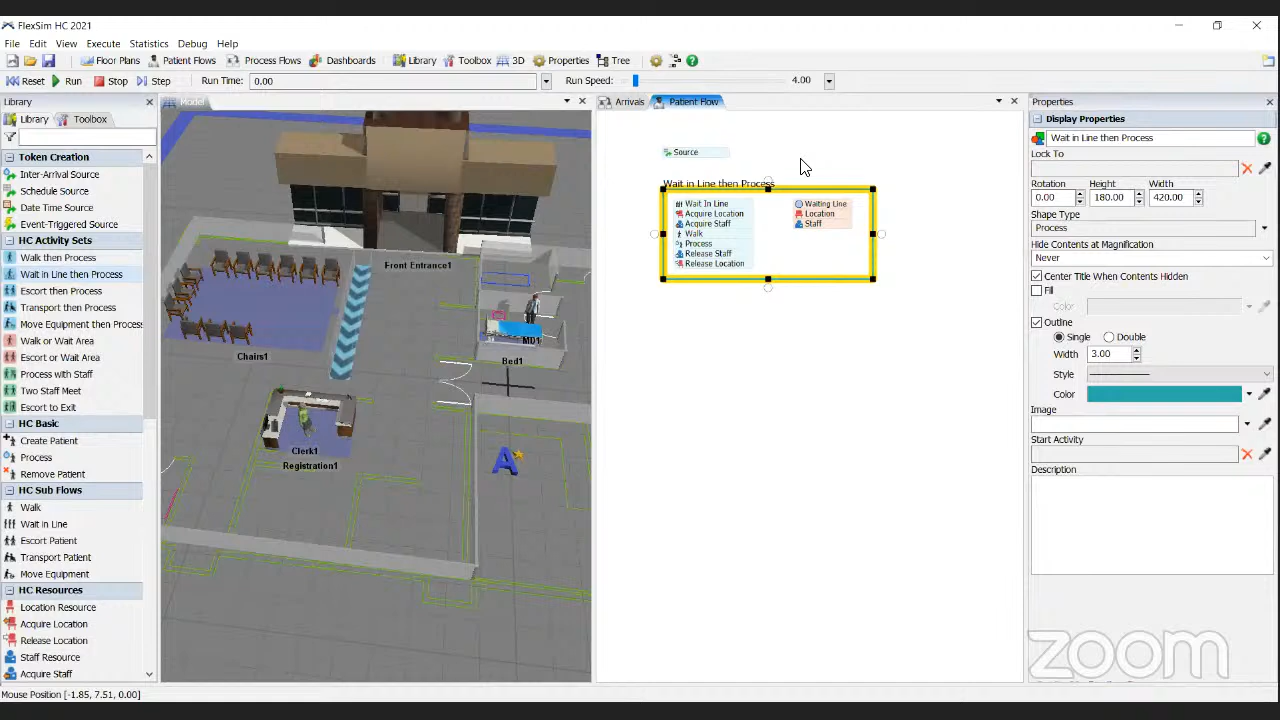 FlexSim HC 2021
File Edit View Execute Statistics Debug Help
Floor Plans Patient Flows Process Flows Dashboards Library Toolbox 3D Properties Tree
Reset Run Stop Step Run Time: 0.00 Run Speed: 4.00
Library
Library Toolbox
Token Creation
Inter-Arrival Source
Schedule Source
Date Time Source
Event-Triggered Source
HC Activity Sets
Walk then Process
Wait in Line then Process
Escort then Process
Transport then Process
Move Equipment then Process
Walk or Wait Area
Escort or Wait Area
Process with Staff
Two Staff Meet
Escort to Exit
HC Basic
Create Patient
Process
Remove Patient
HC Sub Flows
Walk
Wait in Line
Escort Patient
Transport Patient
Move Equipment
HC Resources
Location Resource
Acquire Location
Release Location
Staff Resource
Acquire Staff
Mouse Position [-1.85, 7.51, 0.00]
Model
Front Entrance1
Chairs1
MD1
Bed1
Clerk1
Registration1
A
Arrivals Patient Flow
Source
Wait in Line then Process
Wait In Line
Acquire Location
Acquire Staff
Walk
Process
Release Staff
Release Location
Waiting Line
Location
Staff
Properties
Display Properties
Wait in Line then Process
Lock To
Rotation Height Width
0.00 180.00 420.00
Shape Type
Process
Hide Contents at Magnification
Never
Center Title When Contents Hidden
Fill
Color
Outline
Single Double
Width 3.00
Style
Color
Image
Start Activity
Description
zoom